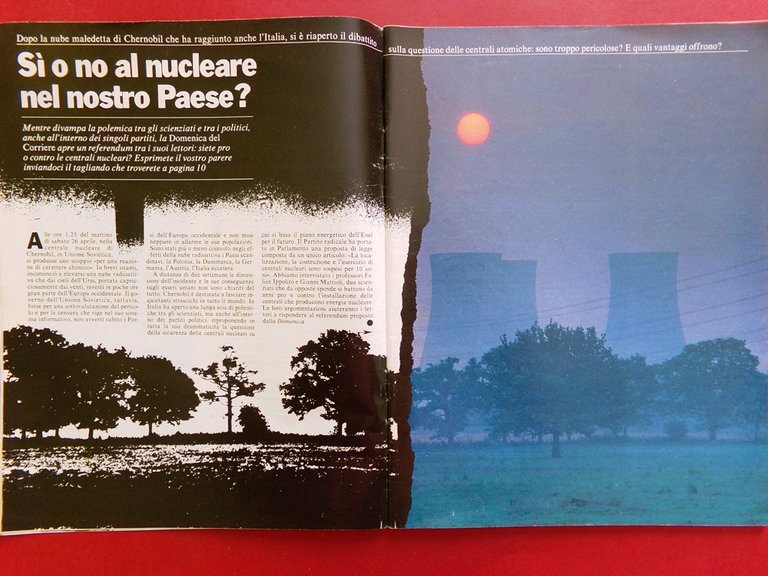 Dopo la nube maledetta di Chernobil che ha raggiunto anche l'Italia, si è riaperto il dibattito sulla questione delle centrali atomiche: sono troppo pericolose? E quali vantaggi offrono?
Sì o no al nucleare
nel nostro Paese?
Mentre divampa la polemica tra gli scienziati e tra i politici,
anche all'interno dei singoli partiti, la Domenica del
Corriere apre un referendum tra i suoi lettori: siete pro
o contro le centrali nucleari? Esprimete il vostro parere
inviandoci il tagliando che troverete a pagina 10
Alle ore 1.25 del mattino
di sabato 26 aprile, nella
centrale nucleare di
Chernobil, in Unione Sovietica,
si produsse uno scoppio «per una reazione
di carattere chimico». In brevi istanti,
incominciò a elevarsi una nube radioattiva
che dai cieli dell'Ursa, portata capricciosamente
dai venti, investì in poche ore
gran parte dell'Europa occidentale. Il governo
dell'Unione Sovietica, tuttavia,
forse per una sottovalutazione del pericolo
e per la censura che vige nel suo sistema
informativo, non avvertì subito i Paesi
dell'Europa occidentale e non mise
neppure in allarme le sue popolazioni.
Sono stati più o meno coinvolti negli effetti
della nube radioattiva i Paesi scandinavi,
la Polonia, la Danimarca, la Germania,
l'Austria, l'Italia eccetera.
A distanza di due settimane le dimensioni
dell'incidente e le sue conseguenze
sugli esseri umani non sono chiariti del
tutto. Chernobil è destinata a lasciare inquietanti
strascichi in tutto il mondo. In
Italia ha aperto una lunga scia di polemiche
tra gli scienziati, ma anche all'interno
dei partiti politici, riproponendo in
tutta la sua drammaticità la questione
della sicurezza delle centrali nucleari su
cui si basa il piano energetico dell'Enel
per il futuro. Il Partito radicale ha portato
in Parlamento una proposta di legge
composta da un unico articolo: «La localizzazione,
la costruzione e l'esercizio di
centrali nucleari sono sospesi per 10 anni».
Abbiamo intervistato i professori Felice
Ippolito e Gianni Mattioli, due scienziati
che da opposte sponde si battono da
anni pro e contro l'installazione delle
centrali che producono energia nucleare.
Le loro argomentazioni aiuteranno i lettori
a rispondere al referendum proposto
dalla Domenica.